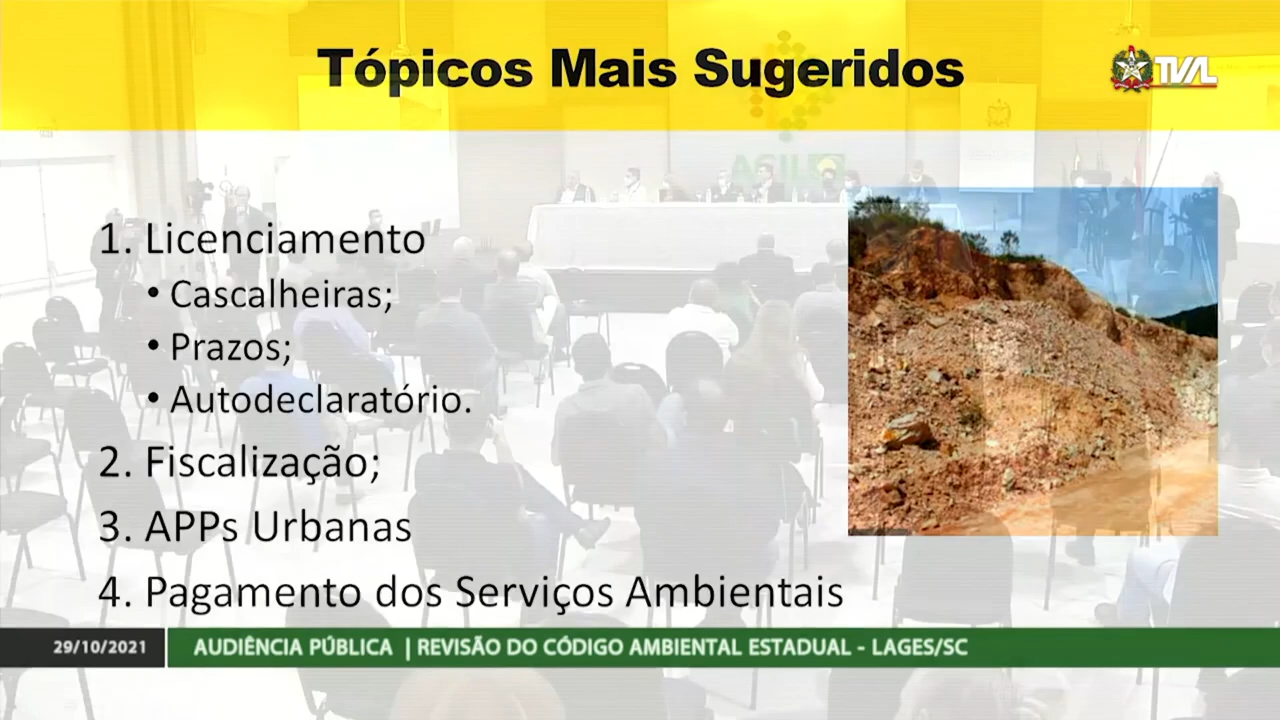 Tópicos Mais Sugeridos
TVAL
1. Licenciamento
• Cascalheiras;
• Prazos;
• Autodeclaratório.
2. Fiscalização;
3. APPs Urbanas
4. Pagamento dos Serviços Ambientais
29/10/2021
AUDIÊNCIA PÚBLICA | REVISÃO DO CÓDIGO AMBIENTAL ESTADUAL - LAGES/SC